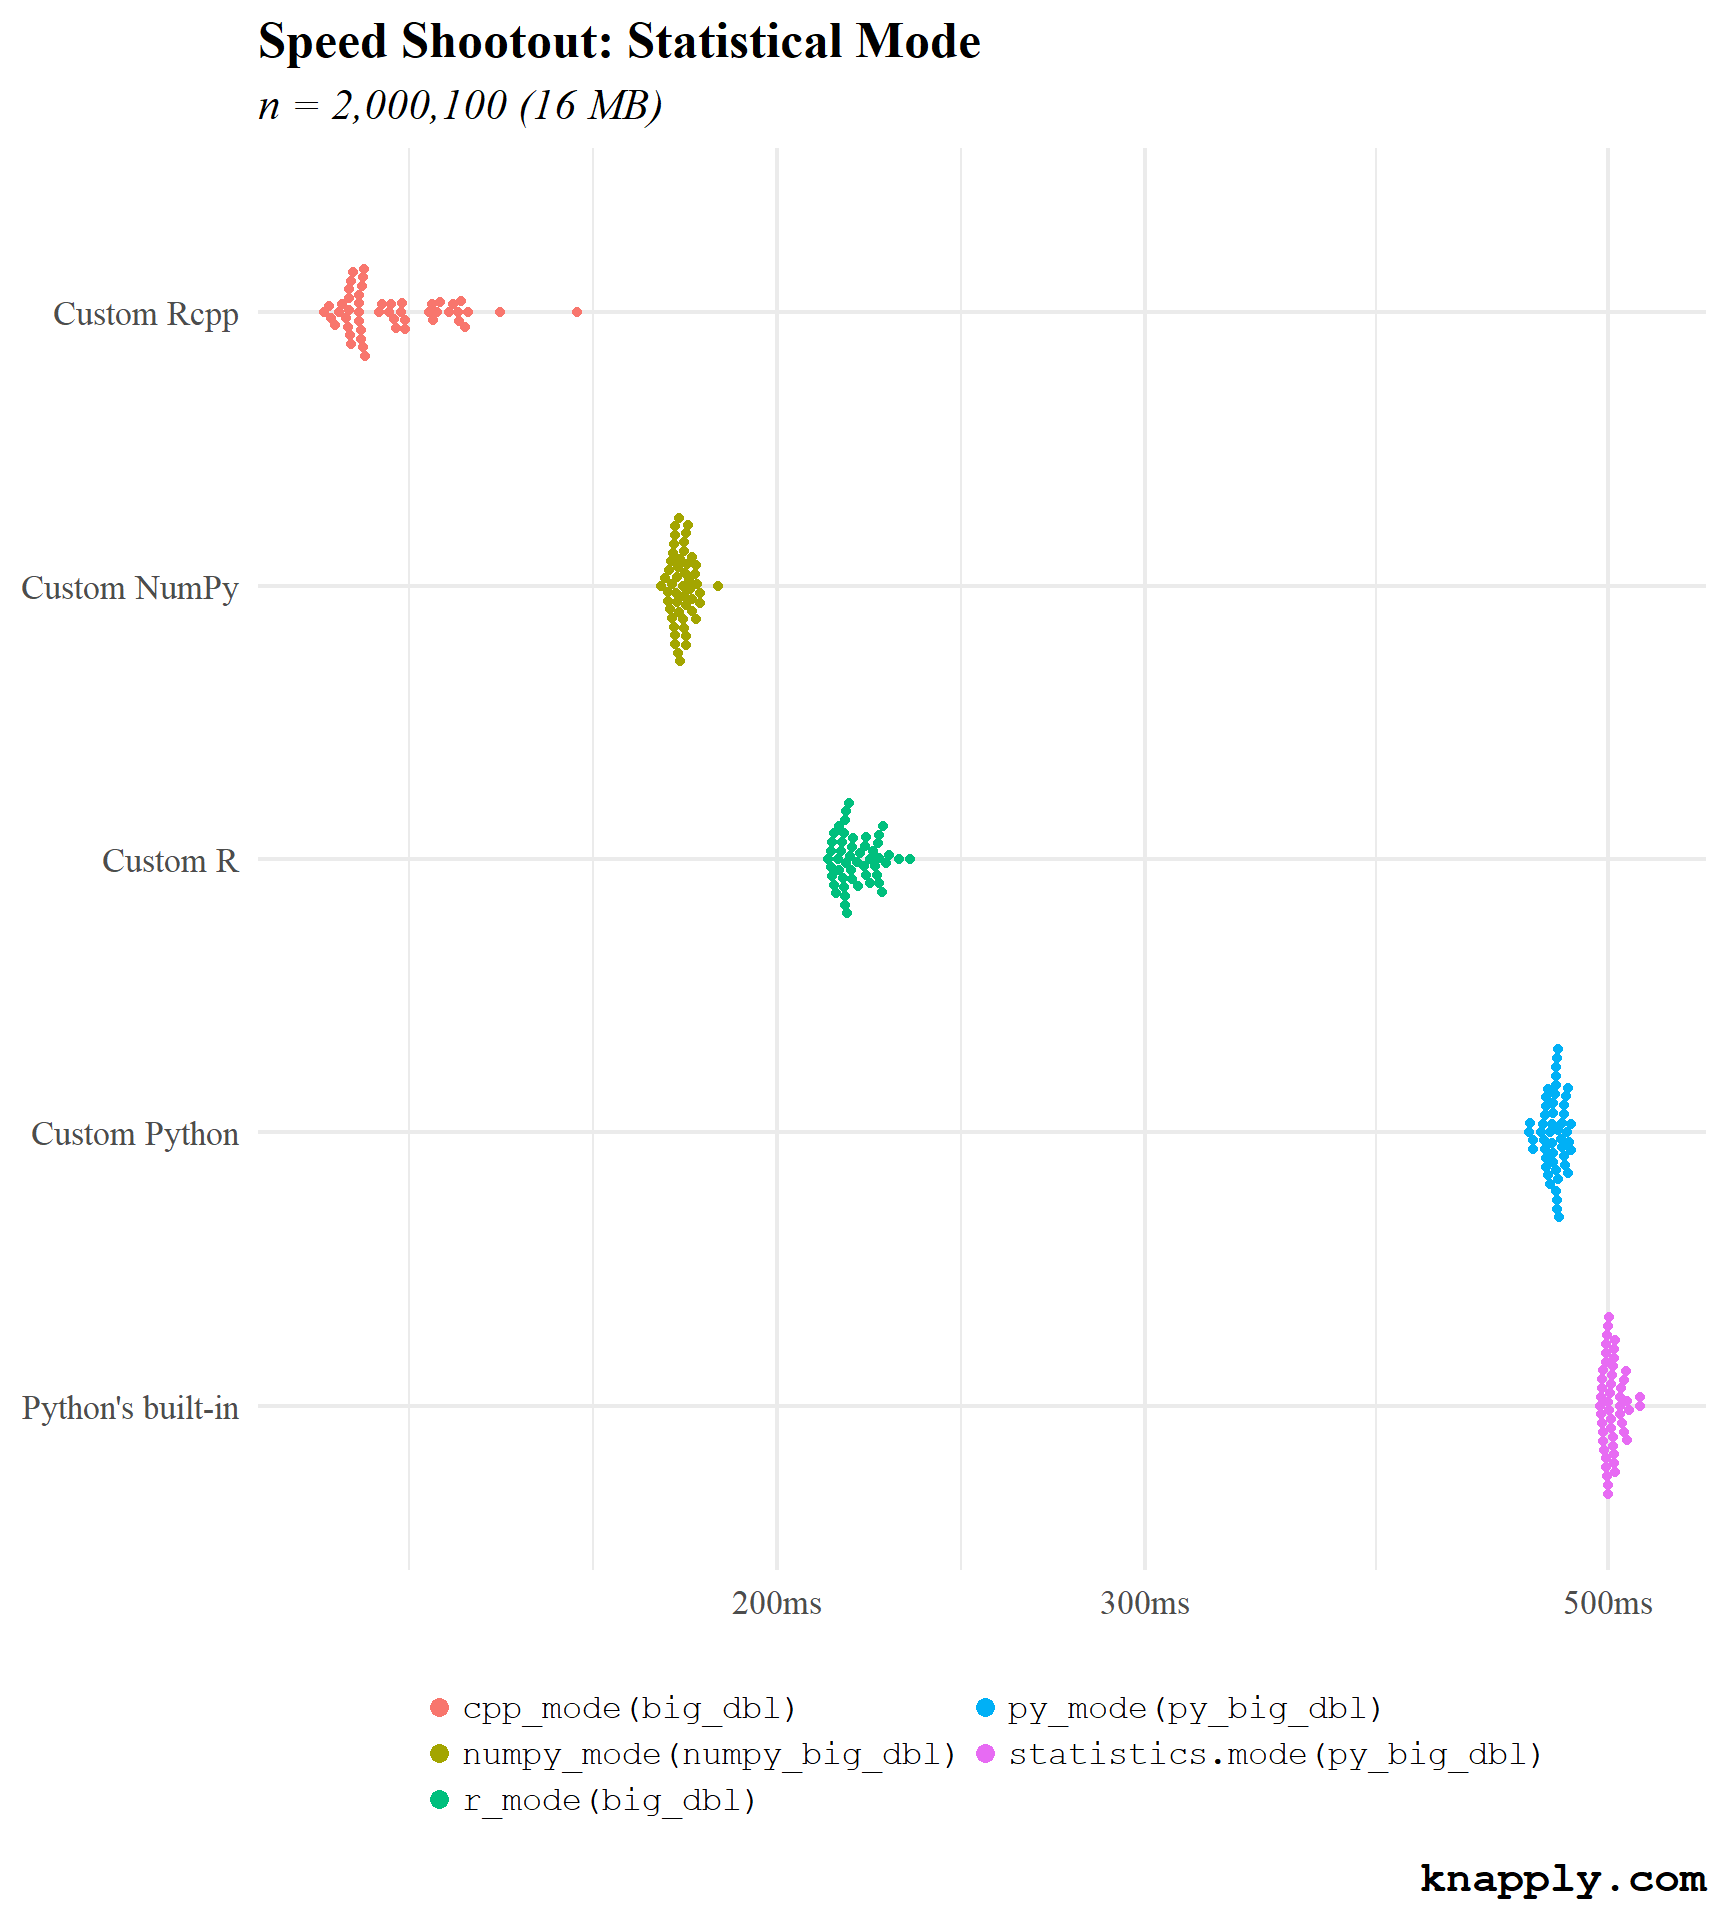 Speed Shootout: Statistical Mode
n = 2,000,100 (16 MB)
Custom Rcpp
Custom NumPy
Custom R
Custom Python
Python's built-in
200ms 300ms 500ms
cpp_mode(big_dbl) py_mode(py_big_dbl)
numpy_mode(numpy_big_dbl) statistics.mode(py_big_dbl)
r_mode(big_dbl)
knapply.com